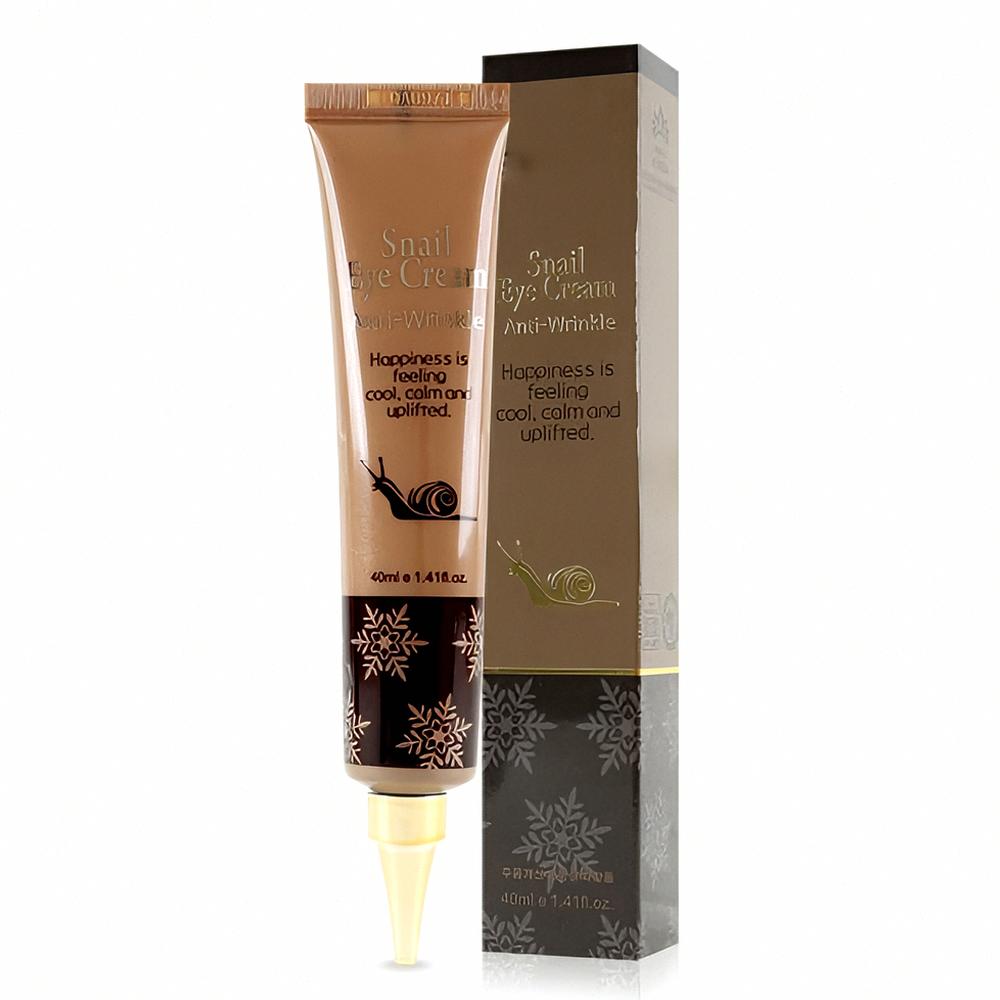 Snail
Eye Cream
Anti-Wrinkle
Happiness is
feeling
cool, calm and
uplifted.
40ml e 1.41fl.oz.
Snail
Eye Cream
Anti-Wrinkle
Happiness is
feeling
cool, calm and
uplifted.
40ml e 1.41fl.oz.